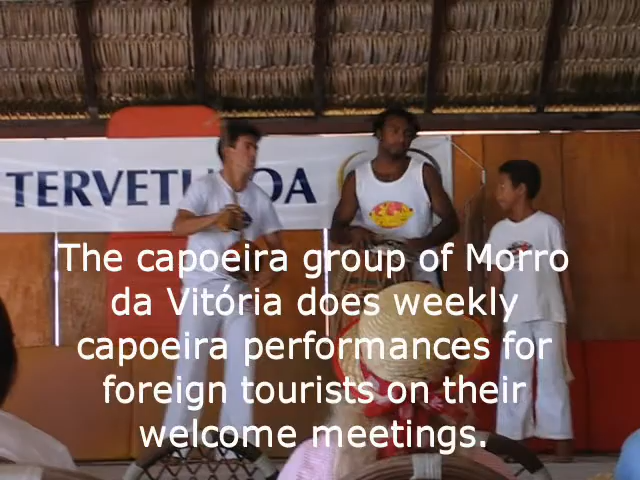 TERVETU
OA
The capoeira group of Morro
da Vitória does weekly
capoeira performances for
foreign tourists on their
welcome meetings.